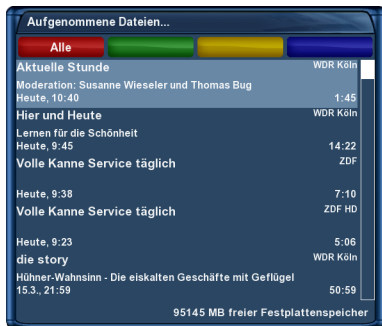 Aufgenommene Dateien...
Alle
Aktuelle Stunde WDR Köln
Moderation: Susanne Wieseler und Thomas Bug
Heute, 10:40 1:45
Hier und Heute WDR Köln
Lernen für die Schönheit
Heute, 9:45 14:22
Volle Kanne Service täglich ZDF
Heute, 9:38 7:10
Volle Kanne Service täglich ZDF HD
Heute, 9:23 5:06
die story WDR Köln
Hühner-Wahnsinn - Die eiskalten Geschäfte mit Geflügel
15.3., 21:59 50:59
95145 MB freier Festplattenspeicher